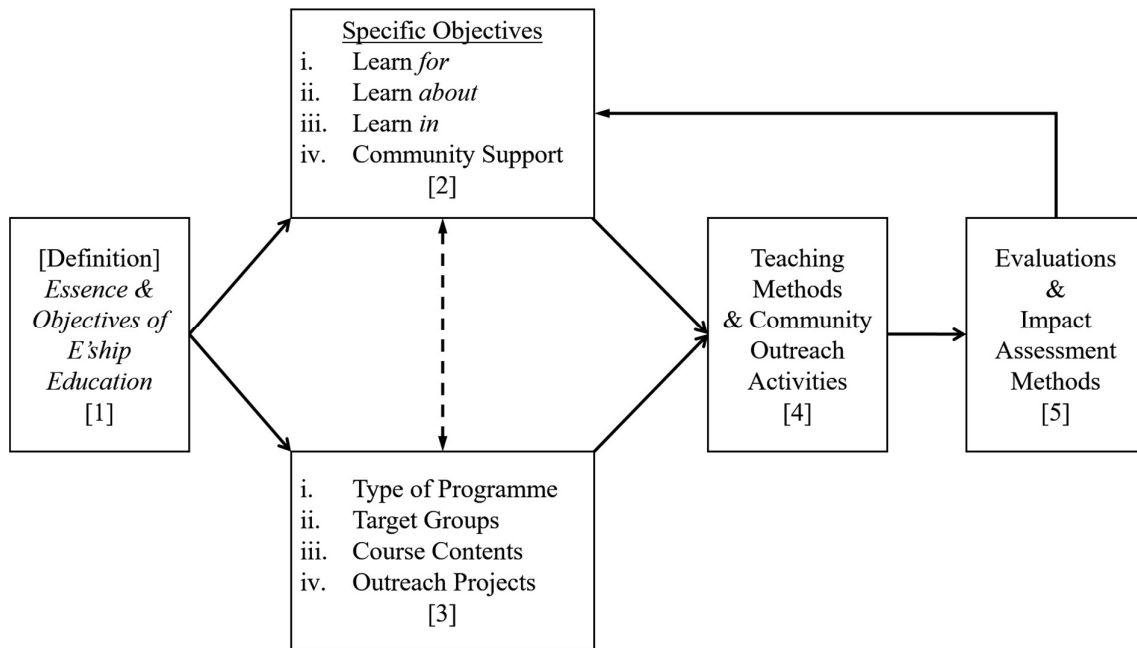 Specific Objectives
i. Learn for
ii. Learn about
iii. Learn in
iv. Community Support
[2]
[Definition]
Essence &
Objectives of
E’ship
Education
[1]
i. Type of Programme
ii. Target Groups
iii. Course Contents
iv. Outreach Projects
[3]
Teaching
Methods
& Community
Outreach
Activities
[4]
Evaluations
&
Impact
Assessment
Methods
[5]